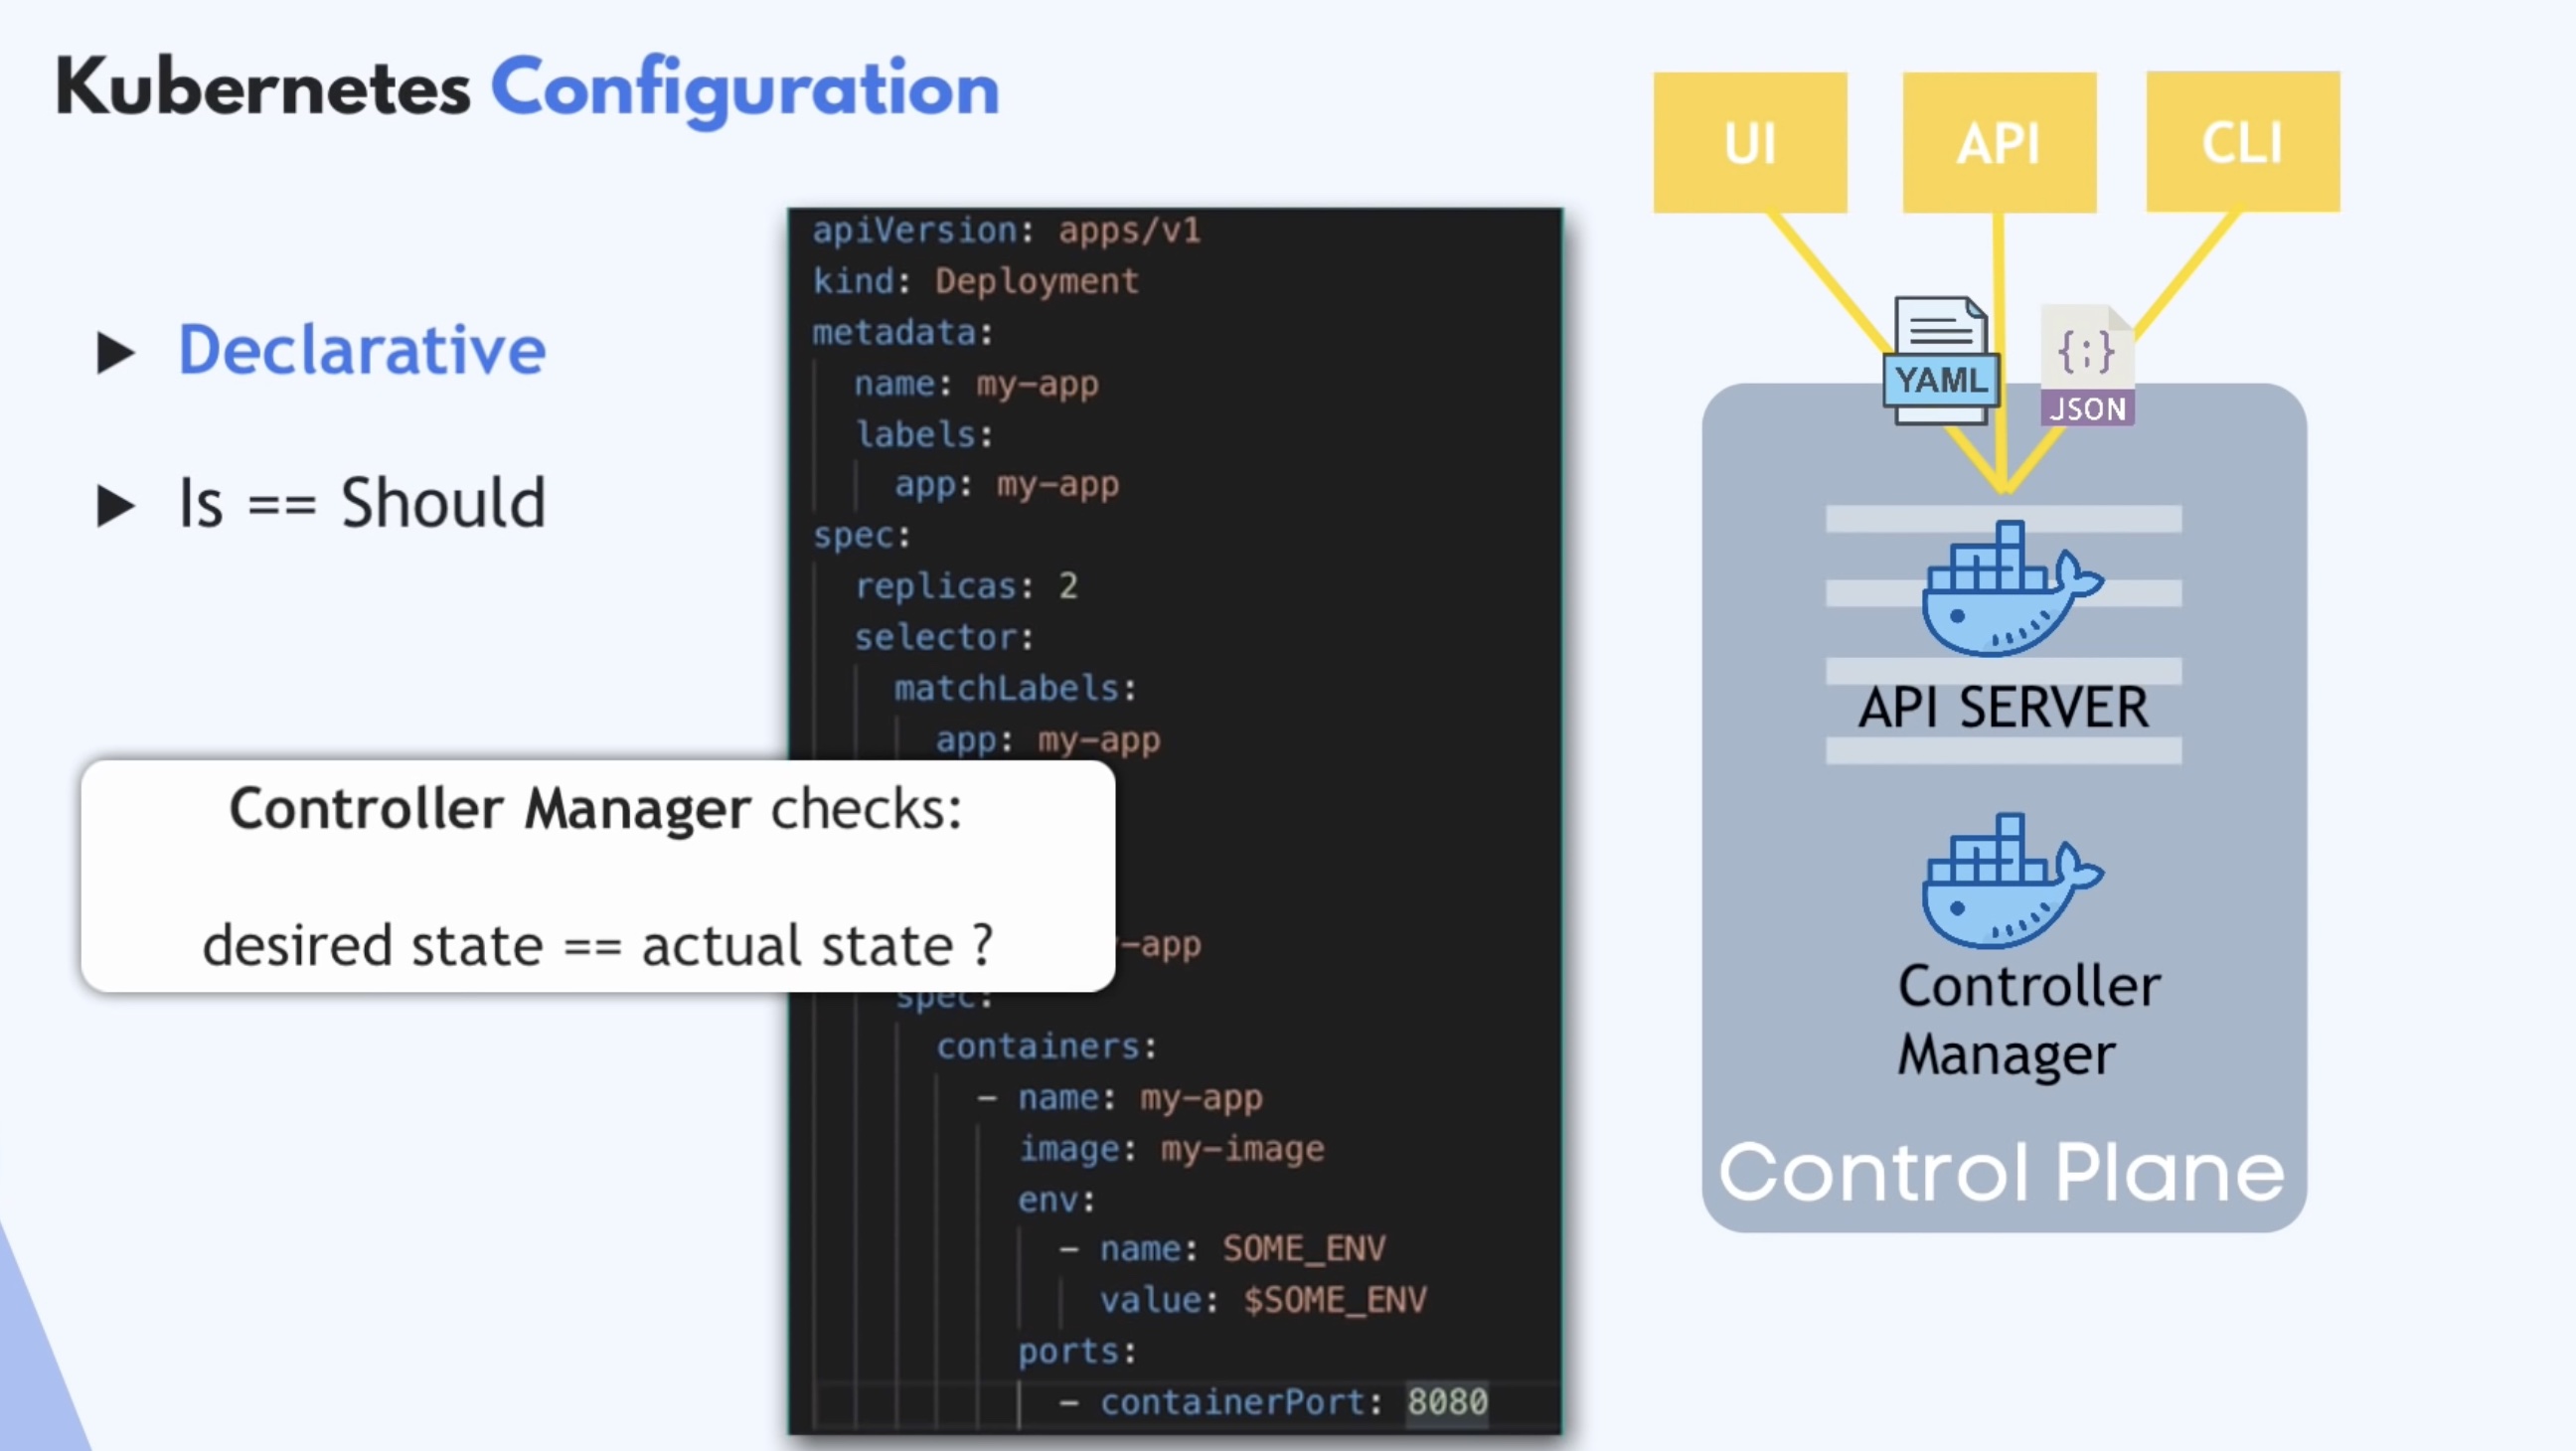 Kubernetes Configuration
▶ Declarative
▶ Is == Should
apiVersion: apps/v1
kind: Deployment
metadata:
name: my-app
labels:
app: my-app
spec:
replicas: 2
selector:
matchLabels:
app: my-app
Controller Manager checks:
desired state == actual state ?
-app
spec:
containers:
- name: my-app
image: my-image
env:
- name: SOME_ENV
value: $SOME_ENV
ports:
- containerPort: 8080
UI
API
CLI
YAML
{;}
JSON
API SERVER
Controller
Manager
Control Plane